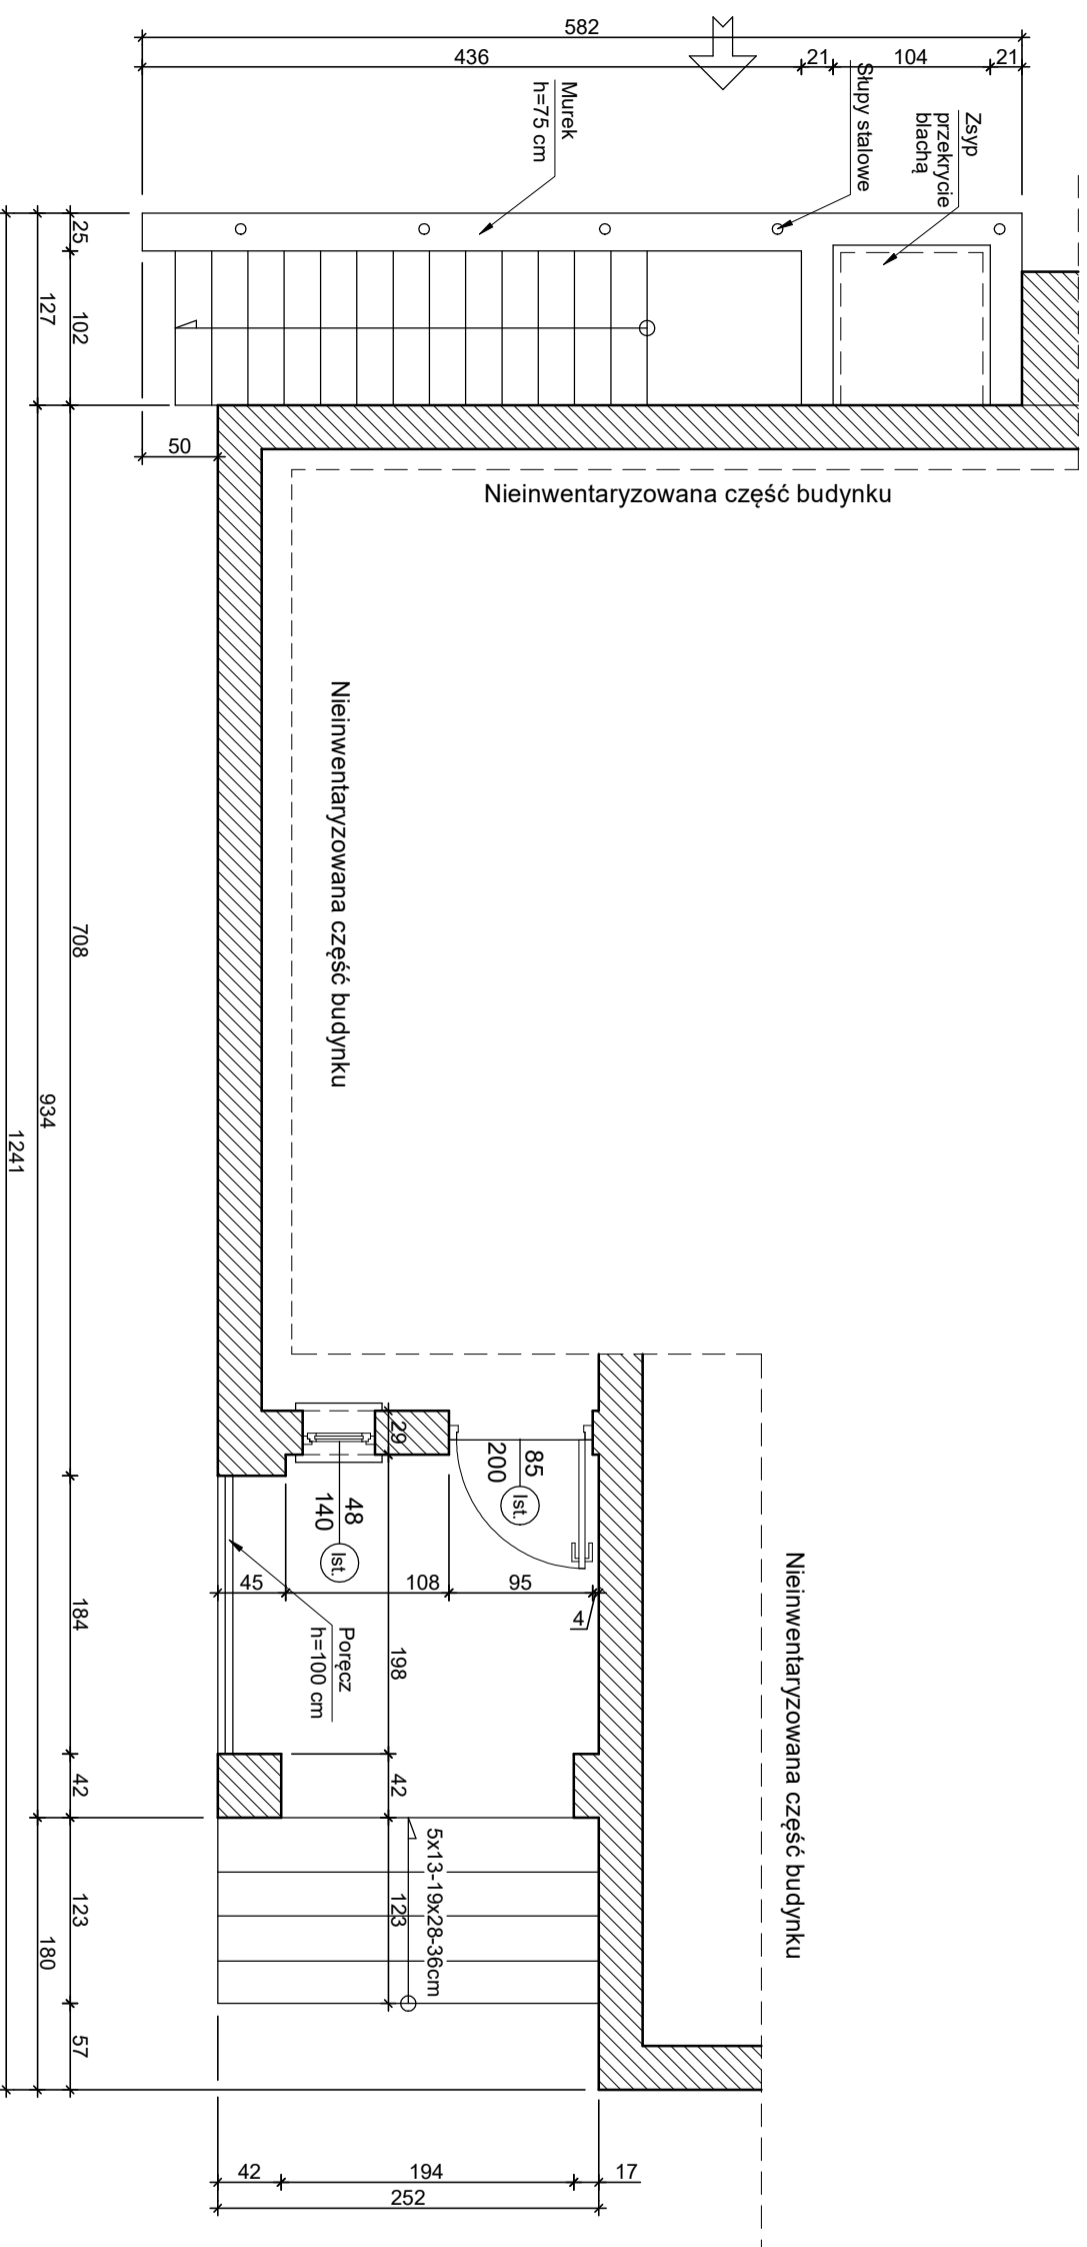 582
436
21
104
21
Słupy stalowe
Zsyp
przekrycie
blachą
Murek
h=75 cm
25
102
127
50
Nieinwentaryzowana część budynku
Nieinwentaryzowana część budynku
708
934
1241
29
85
200
Ist.
48
140
Ist.
45
108
95
4
184
198
Poręcz
h=100 cm
Nieinwentaryzowana część budynku
42
42
5x13-19x28-36cm
123
123
180
57
42
194
17
252